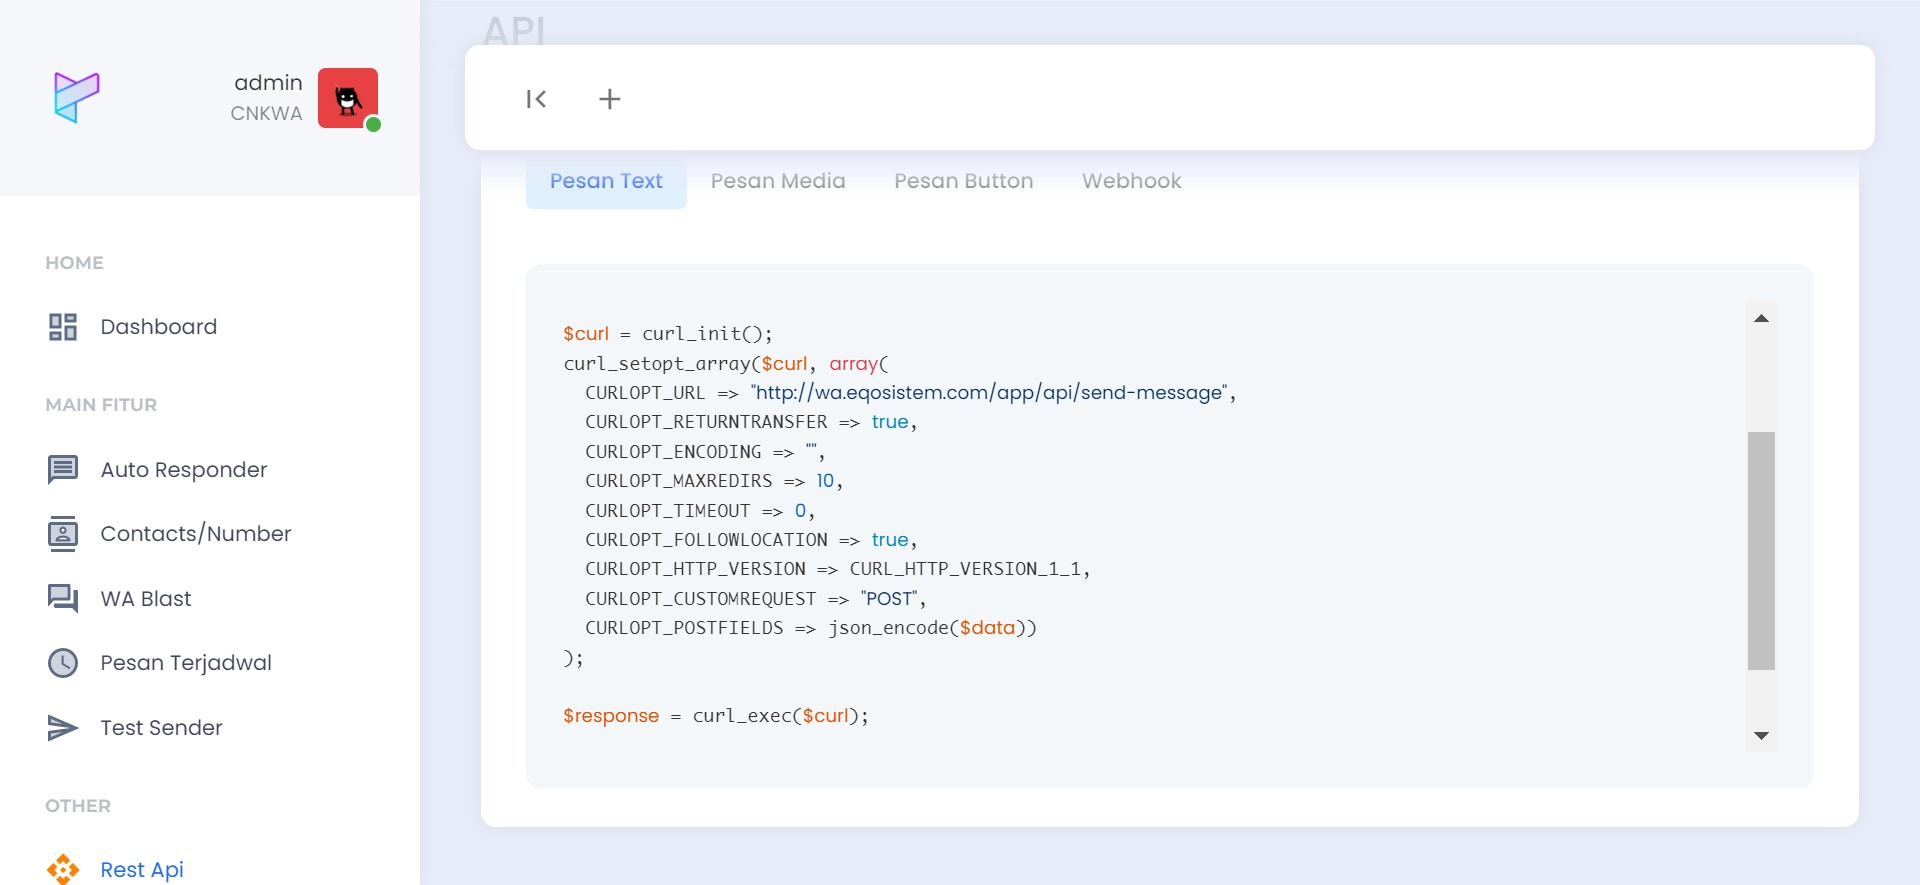 admin
CNKWA
HOME
Dashboard
MAIN FITUR
Auto Responder
Contacts/Number
WA Blast
Pesan Terjadwal
Test Sender
OTHER
Rest Api
API
Pesan Text
Pesan Media
Pesan Button
Webhook
$curl = curl_init();
curl_setopt_array($curl, array(
  CURLOPT_URL => "http://wa.eqosistem.com/app/api/send-message",
  CURLOPT_RETURNTRANSFER => true,
  CURLOPT_ENCODING => "",
  CURLOPT_MAXREDIRS => 10,
  CURLOPT_TIMEOUT => 0,
  CURLOPT_FOLLOWLOCATION => true,
  CURLOPT_HTTP_VERSION => CURL_HTTP_VERSION_1_1,
  CURLOPT_CUSTOMREQUEST => "POST",
  CURLOPT_POSTFIELDS => json_encode($data))
);
$response = curl_exec($curl);